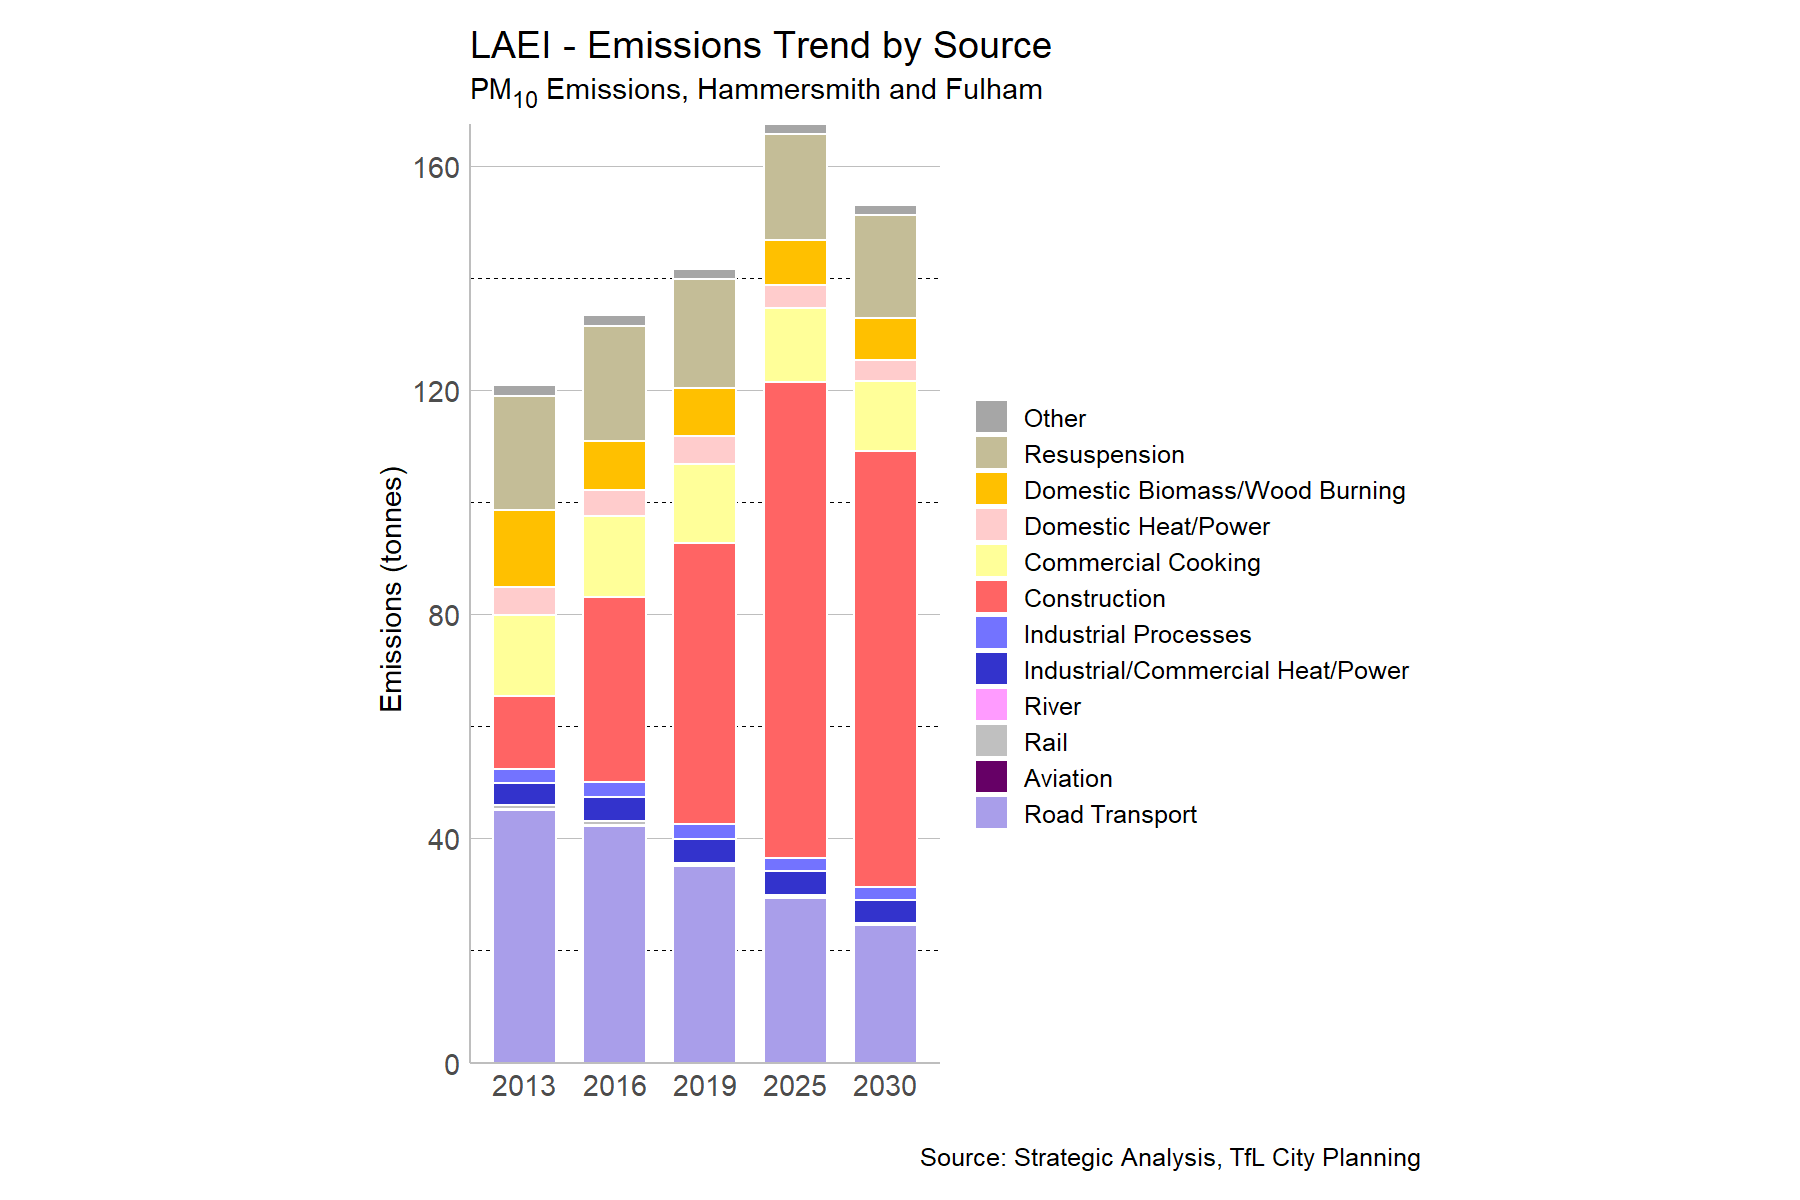 LAEI - Emissions Trend by Source
PM10 Emissions, Hammersmith and Fulham
Emissions (tonnes)
160
120
80
40
0
2013 2016 2019 2025 2030
Other
Resuspension
Domestic Biomass/Wood Burning
Domestic Heat/Power
Commercial Cooking
Construction
Industrial Processes
Industrial/Commercial Heat/Power
River
Rail
Aviation
Road Transport
Source: Strategic Analysis, TfL City Planning